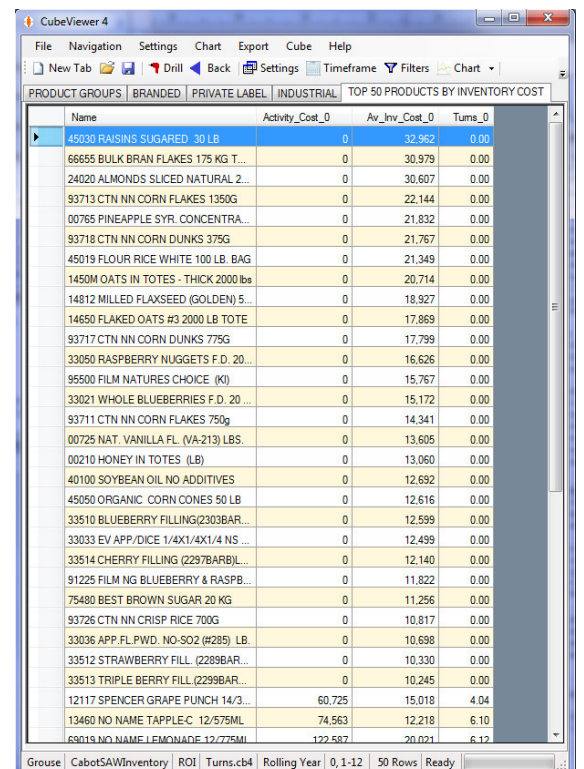 CubeViewer 4
File Navigation Settings Chart Export Cube Help
New Tab Drill Back Settings Timeframe Filters Chart
PRODUCT GROUPS BRANDED PRIVATE LABEL INDUSTRIAL TOP 50 PRODUCTS BY INVENTORY COST
Name Activity_Cost_0 Av_Inv_Cost_0 Turns_0
45030 RAISINS SUGARED 30 LB 0 32,962 0.00
66655 BULK BRAN FLAKES 175 KG T... 0 30,979 0.00
24020 ALMONDS SLICED NATURAL 2... 0 30,607 0.00
93713 CTN NN CORN FLAKES 1350G 0 22,144 0.00
00765 PINEAPPLE SYR. CONCENTRA... 0 21,832 0.00
93718 CTN NN CORN DUNKS 375G 0 21,767 0.00
45019 FLOUR RICE WHITE 100 LB. BAG 0 21,349 0.00
1450M OATS IN TOTES - THICK 2000 lbs 0 20,714 0.00
14812 MILLED FLAXSEED (GOLDEN) 5... 0 18,927 0.00
14650 FLAKED OATS #3 2000 LB TOTE 0 17,869 0.00
93717 CTN NN CORN DUNKS 775G 0 17,799 0.00
33050 RASPBERRY NUGGETS F.D. 20... 0 16,626 0.00
95500 FILM NATURES CHOICE (KI) 0 15,767 0.00
33021 WHOLE BLUEBERRIES F.D. 20 ... 0 15,172 0.00
93711 CTN NN CORN FLAKES 750g 0 14,341 0.00
00725 NAT. VANILLA FL. (VA-213) LBS. 0 13,605 0.00
00210 HONEY IN TOTES (LB) 0 13,060 0.00
40100 SOYBEAN OIL NO ADDITIVES 0 12,692 0.00
45050 ORGANIC CORN CONES 50 LB 0 12,616 0.00
33510 BLUEBERRY FILLING(2303BAR... 0 12,599 0.00
33033 EV APP/DICE 1/4X1/4X1/4 NS ... 0 12,499 0.00
33514 CHERRY FILLING (2297BARB)L... 0 12,140 0.00
91225 FILM NG BLUEBERRY & RASPB... 0 11,822 0.00
75480 BEST BROWN SUGAR 20 KG 0 11,256 0.00
93726 CTN NN CRISP RICE 700G 0 10,817 0.00
33036 APP.FL.PWD. NO-SO2 (#285) LB. 0 10,698 0.00
33512 STRAWBERRY FILL. (2289BAR... 0 10,330 0.00
33513 TRIPLE BERRY FILL.(2299BAR... 0 10,245 0.00
12117 SPENCER GRAPE PUNCH 14/3... 60,725 15,018 4.04
13460 NO NAME TAPPLE-C 12/575ML 74,563 12,218 6.10
69019 NO NAME LEMONADE 12/775ML 122,587 20,021 6.12
Grouse CabotSAWInventory ROI Turns.cb4 Rolling Year 0, 1-12 50 Rows Ready